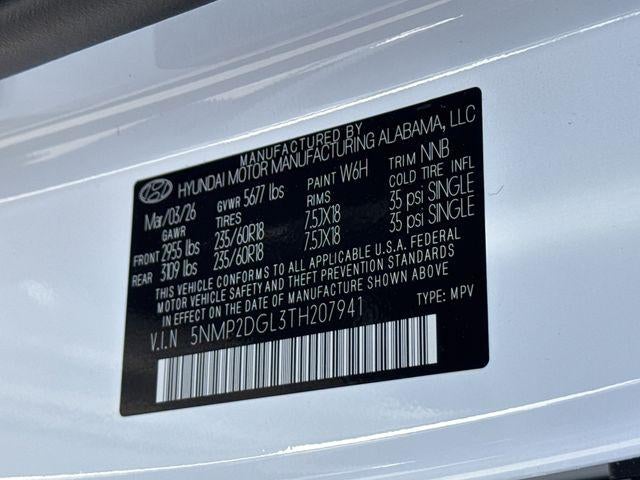 MANUFACTURED BY
HYUNDAI MOTOR MANUFACTURING ALABAMA, LLC
Mar/03/26 GVWR 5677 lbs PAINT W6H TRIM NNB
GAWR TIRES RIMS COLD TIRE INFL
FRONT 2955 lbs 235/60R18 7.5JX18 35 psi SINGLE
REAR 3109 lbs 235/60R18 7.5JX18 35 psi SINGLE
THIS VEHICLE CONFORMS TO ALL APPLICABLE U.S.A. FEDERAL
MOTOR VEHICLE SAFETY AND THEFT PREVENTION STANDARDS
IN EFFECT ON THE DATE OF MANUFACTURE SHOWN ABOVE
V.I.N 5NMP2DGL3TH207941 TYPE: MPV